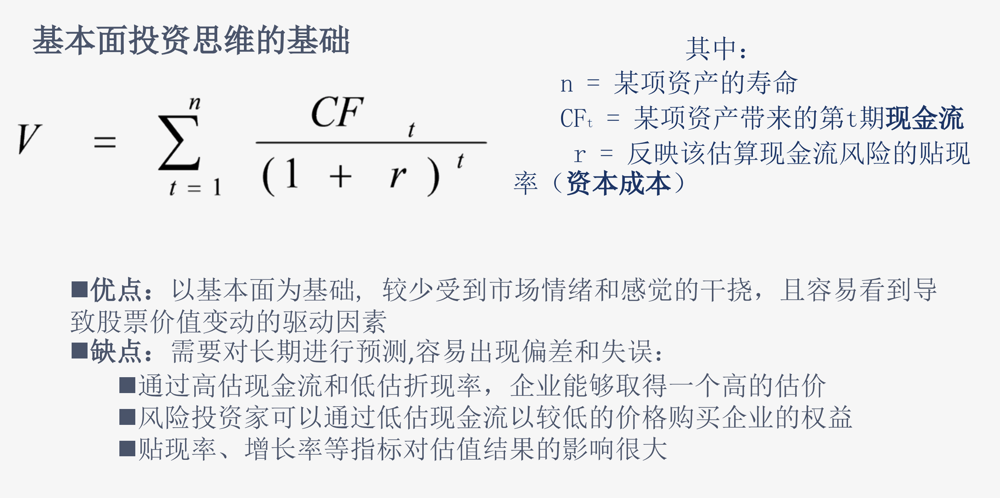 基本面投资思维的基础
V = ∑ n t = 1 CF t / ( 1 + r ) t
其中：
n = 某项资产的寿命
CFt = 某项资产带来的第t期现金流
r = 反映该估算现金流风险的贴现
率（资本成本）
■优点： 以基本面为基础，较少受到市场情绪和感觉的干挠，且容易看到导
致股票价值变动的驱动因素
■缺点： 需要对长期进行预测,容易出现偏差和失误：
■通过高估现金流和低估折现率，企业能够取得一个高的估价
■风险投资家可以通过低估现金流以较低的价格购买企业的权益
■贴现率、增长率等指标对估值结果的影响很大